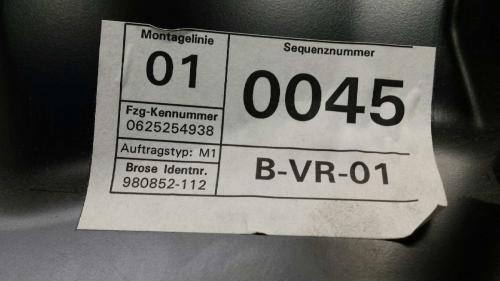 Montagelinie
01
Sequenznummer
0045
Fzg-Kennummer
0625254938
Auftragstyp: M1
Brose Identnr.
980852-112
B-VR-01